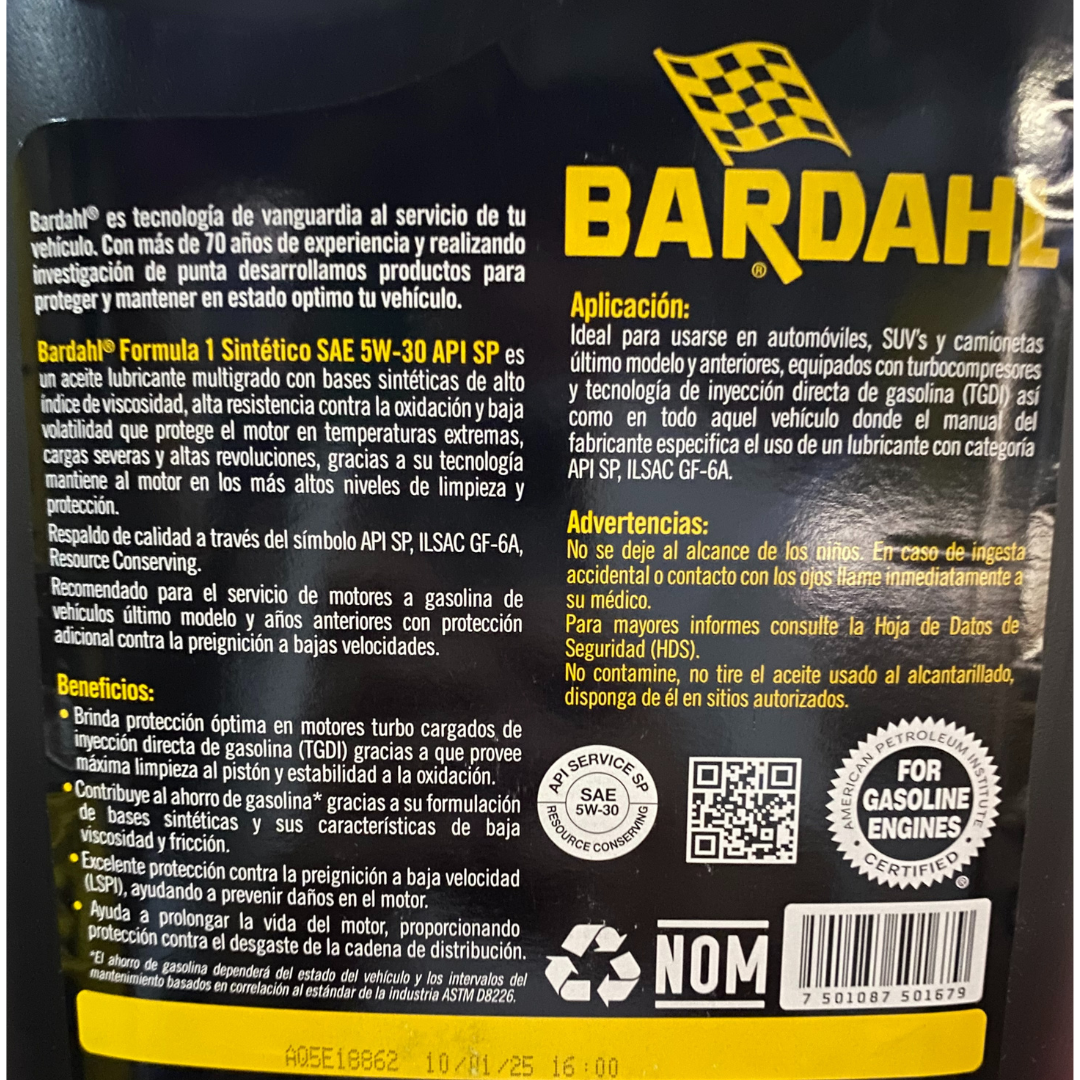 Bardahl® es tecnología de vanguardia al servicio de tu
vehículo. Con más de 70 años de experiencia y realizando
investigación de punta desarrollamos productos para
proteger y mantener en estado optimo tu vehículo.
Bardahl® Formula 1 Sintético SAE 5W-30 API SP es
un aceite lubricante multigrado con bases sintéticas de alto
índice de viscosidad, alta resistencia contra la oxidación y baja
volatilidad que protege el motor en temperaturas extremas,
cargas severas y altas revoluciones, gracias a su tecnología
mantiene al motor en los más altos niveles de limpieza y
protección.
Respaldo de calidad a través del símbolo API SP, ILSAC GF-6A,
Resource Conserving.
Recomendado para el servicio de motores a gasolina de
vehículos último modelo y años anteriores con protección
adicional contra la preignición a bajas velocidades.
Beneficios:
• Brinda protección óptima en motores turbo cargados de
inyección directa de gasolina (TGDI) gracias a que provee
máxima limpieza al pistón y estabilidad a la oxidación.
• Contribuye al ahorro de gasolina* gracias a su formulación
de bases sintéticas y sus características de baja
viscosidad y fricción.
• Excelente protección contra la preignición a baja velocidad
(LSPI), ayudando a prevenir daños en el motor.
• Ayuda a prolongar la vida del motor, proporcionando
protección contra el desgaste de la cadena de distribución.
*El ahorro de gasolina dependerá del estado del vehículo y los intervalos del
mantenimiento basados en correlación al estándar de la industria ASTM D8226.
BARDAHL
®
Aplicación:
Ideal para usarse en automóviles, SUV's y camionetas
último modelo y anteriores, equipados con turbocompresores
y tecnología de inyección directa de gasolina (TGDI) así
como en todo aquel vehículo donde el manual del
fabricante especifica el uso de un lubricante con categoría
API SP, ILSAC GF-6A.
Advertencias:
No se deje al alcance de los niños. En caso de ingesta
accidental o contacto con los ojos llame inmediatamente a
su médico.
Para mayores informes consulte la Hoja de Datos de
Seguridad (HDS).
No contamine, no tire el aceite usado al alcantarillado,
disponga de él en sitios autorizados.
API SERVICE SP
SAE
5W-30
RESOURCE CONSERVING
AMERICAN PETROLEUM INSTITUTE
FOR
GASOLINE
ENGINES
CERTIFIED
®
NOM
7 501087 501679
AQ5E18862 10/01/25 16:00